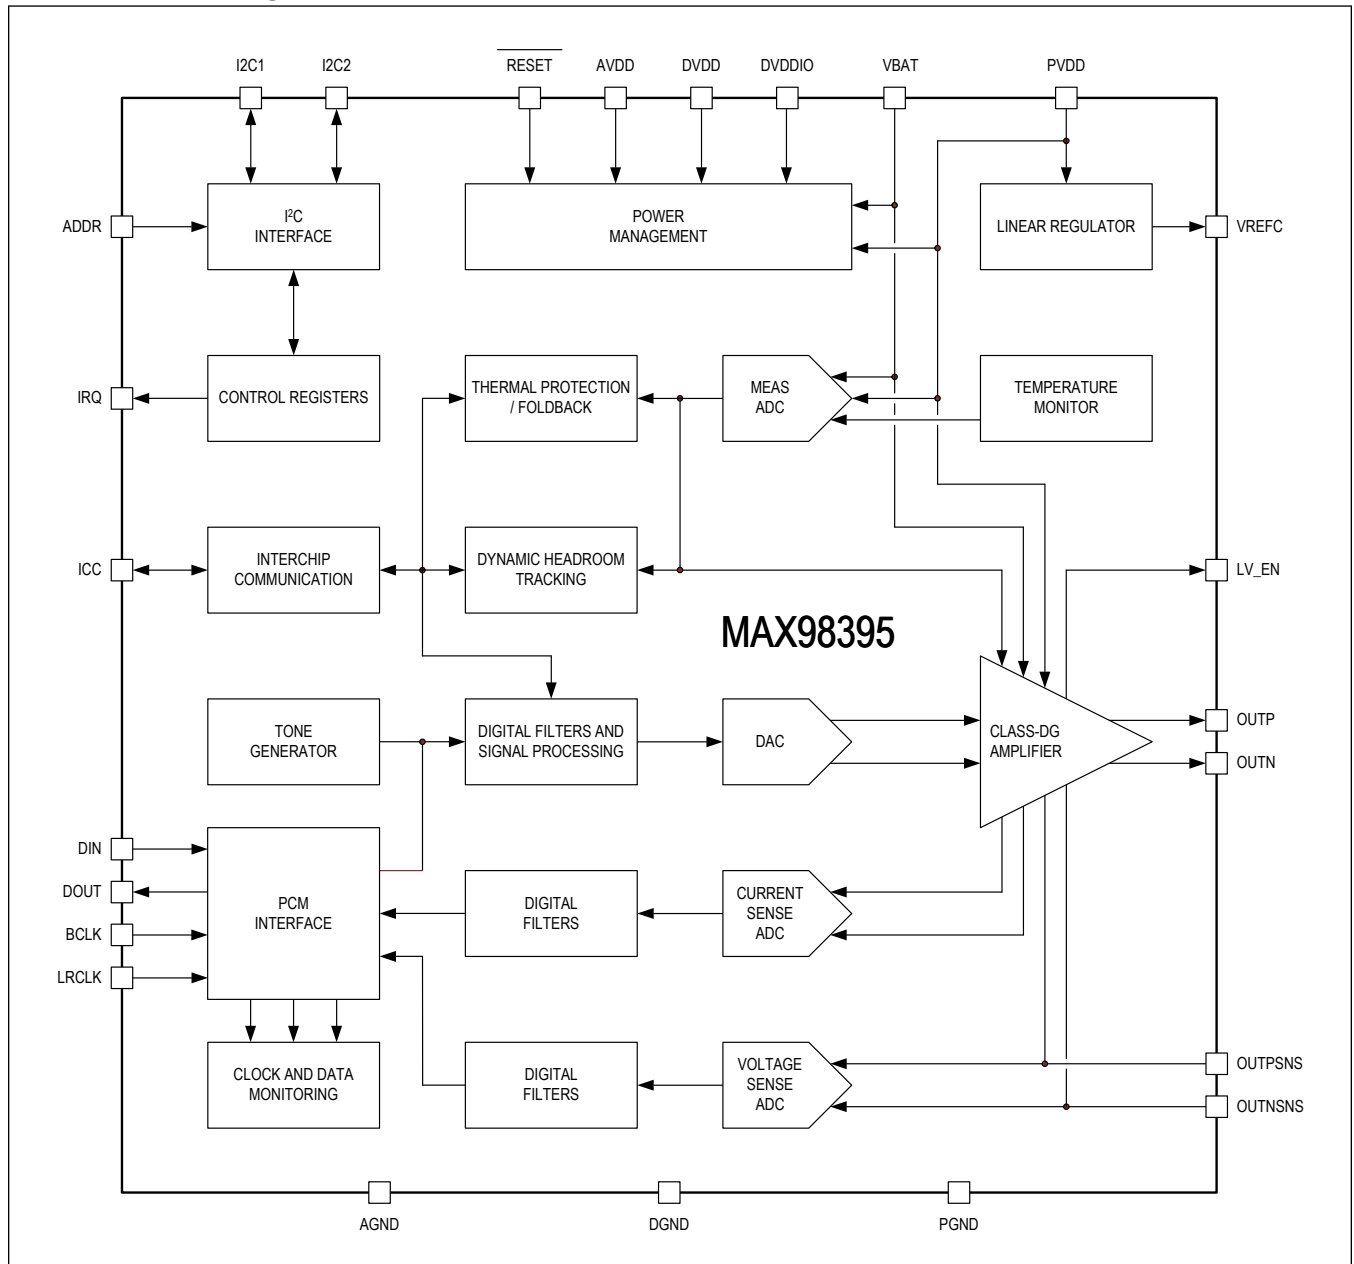 I2C1
I2C2
RESET
AVDD
DVDD
DVDDIO
VBAT
PVDD
ADDR
I²C
INTERFACE
POWER
MANAGEMENT
LINEAR REGULATOR
VREFC
IRQ
CONTROL REGISTERS
THERMAL PROTECTION
/ FOLDBACK
MEAS
ADC
TEMPERATURE
MONITOR
ICC
INTERCHIP
COMMUNICATION
DYNAMIC HEADROOM
TRACKING
LV_EN
MAX98395
TONE
GENERATOR
DIGITAL FILTERS AND
SIGNAL PROCESSING
DAC
CLASS-DG
AMPLIFIER
OUTP
OUTN
DIN
DOUT
BCLK
LRCLK
PCM
INTERFACE
DIGITAL
FILTERS
CURRENT
SENSE
ADC
CLOCK AND DATA
MONITORING
DIGITAL
FILTERS
VOLTAGE
SENSE
ADC
OUTPSNS
OUTNSNS
AGND
DGND
PGND